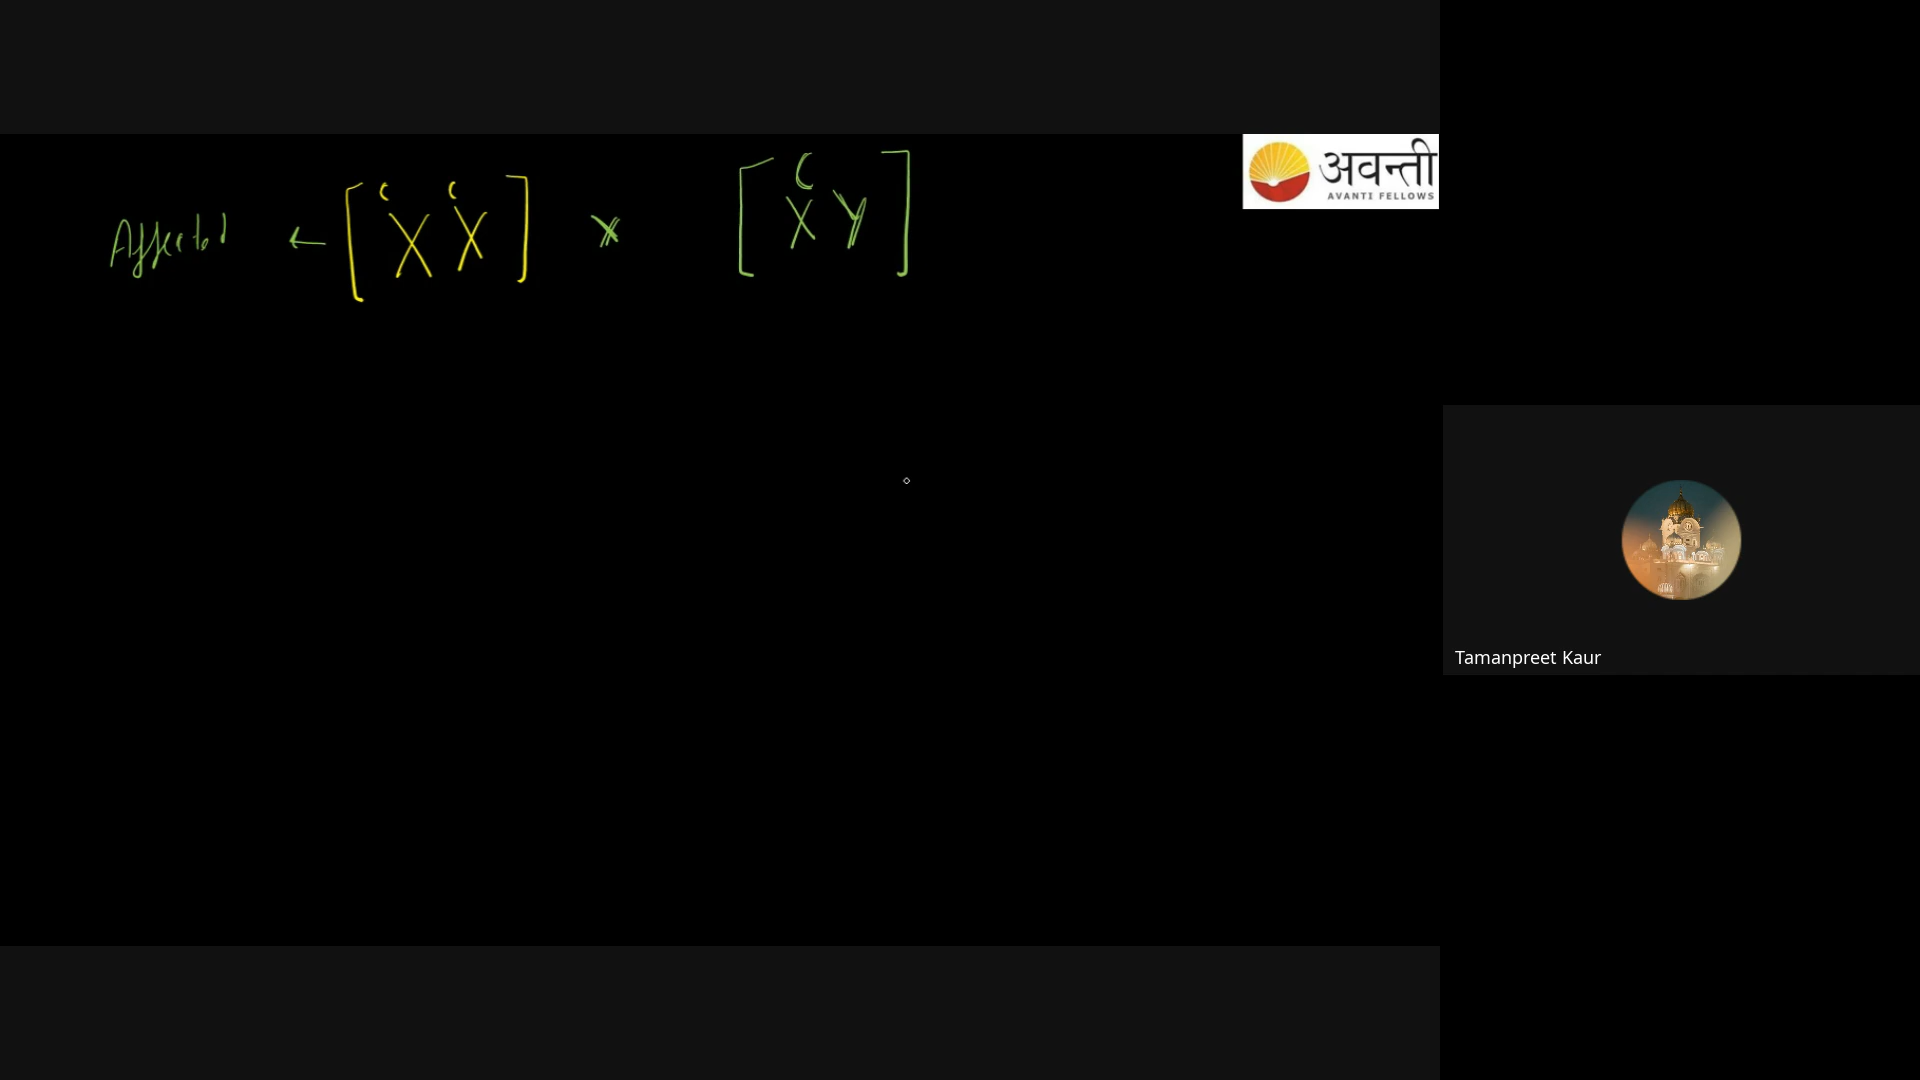 Affected ← [XᶜXᶜ] × [XᶜY]
अवन्ती
AVANTI FELLOWS
Tamanpreet Kaur